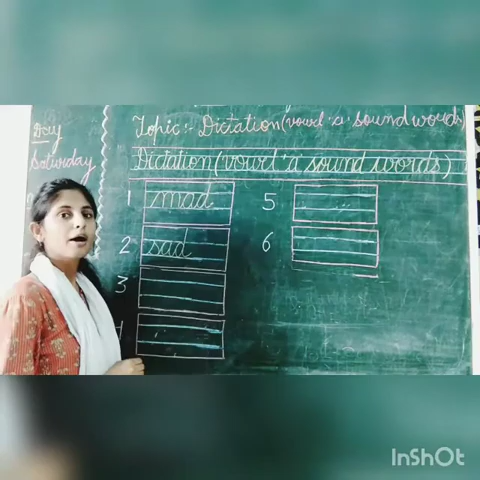 Topic :- Dictation (vowel 'a' sound words)
Day
Dictation (vowel 'a' sound words)
Saturday
1 mad
2 sad
3
4
5
6
InShOt